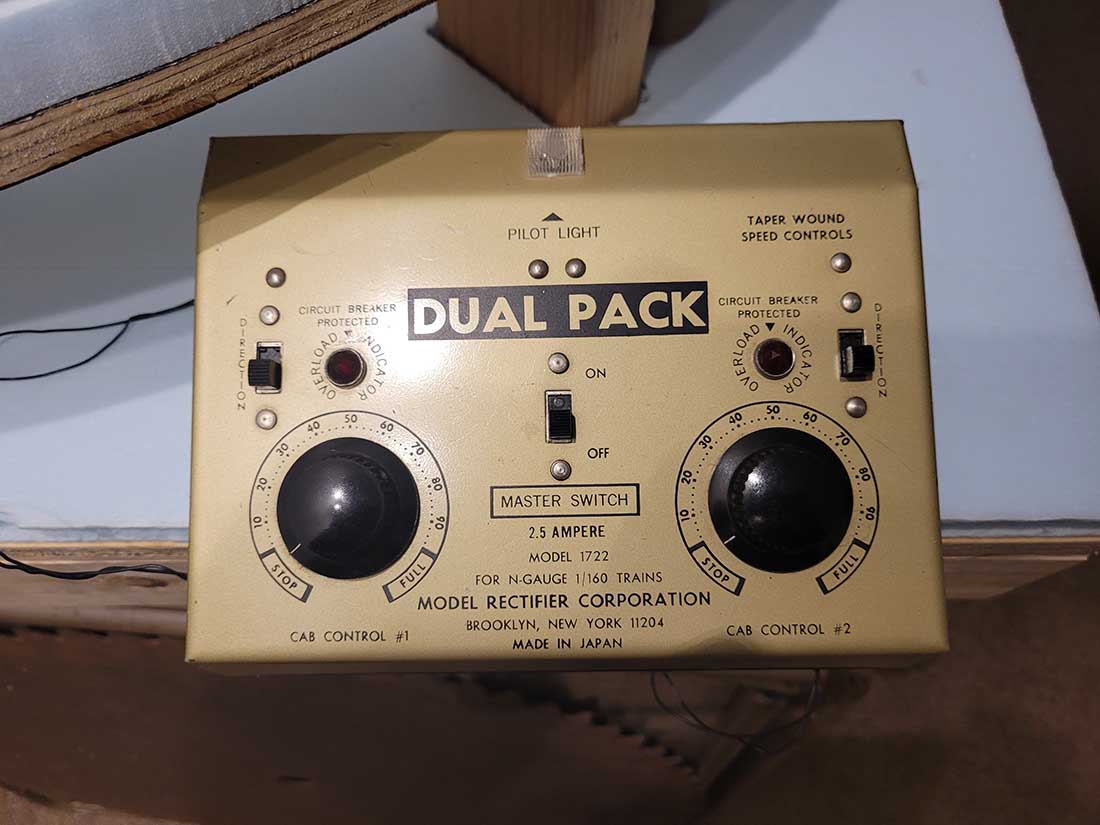 PILOT LIGHT
TAPER WOUND
SPEED CONTROLS
DUAL PACK
CIRCUIT BREAKER
PROTECTED
OVERLOAD INDICATOR
DIRECTION
CIRCUIT BREAKER
PROTECTED
OVERLOAD INDICATOR
DIRECTION
ON
OFF
MASTER SWITCH
10 20 30 40 50 60 70 80 90
STOP
FULL
CAB CONTROL #1
10 20 30 40 50 60 70 80 90
STOP
FULL
CAB CONTROL #2
2.5 AMPERE
MODEL 1722
FOR N-GAUGE 1/160 TRAINS
MODEL RECTIFIER CORPORATION
BROOKLYN, NEW YORK 11204
MADE IN JAPAN